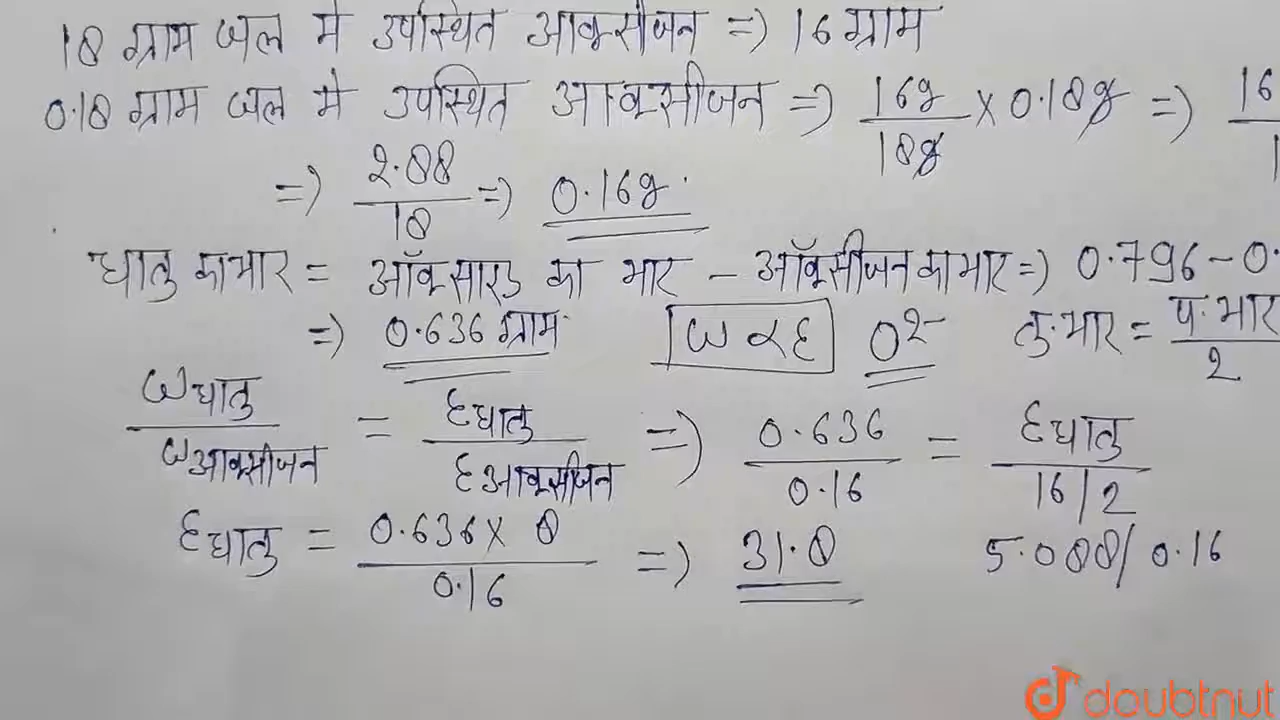 18 ग्राम जल मे उपस्थित आक्सीजन => 16 ग्राम
0.18 ग्राम जल मे उपस्थित आक्सीजन => 16g/18g × 0.18g => 16
=> 2.88/18 => 0.16g.
धातु का भार = ऑक्साइड का भार - ऑक्सीजन का भार => 0.796 - 0.
=> 0.636 ग्राम W ∝ E O²⁻ तु. भार = प. भार/2
W धातु/W आक्सीजन = E धातु/E आक्सीजन => 0.636/0.16 = E धातु/16/2
E धातु = 0.636 × 8/0.16 => 31.8 5.088/0.16
doubtnut